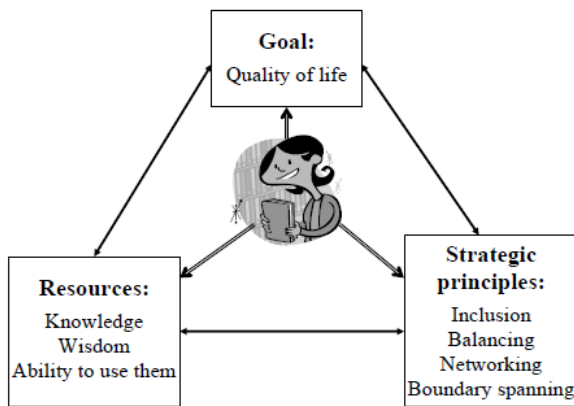 Goal:
Quality of life
Resources:
Knowledge
Wisdom
Ability to use them
Strategic
principles:
Inclusion
Balancing
Networking
Boundary spanning